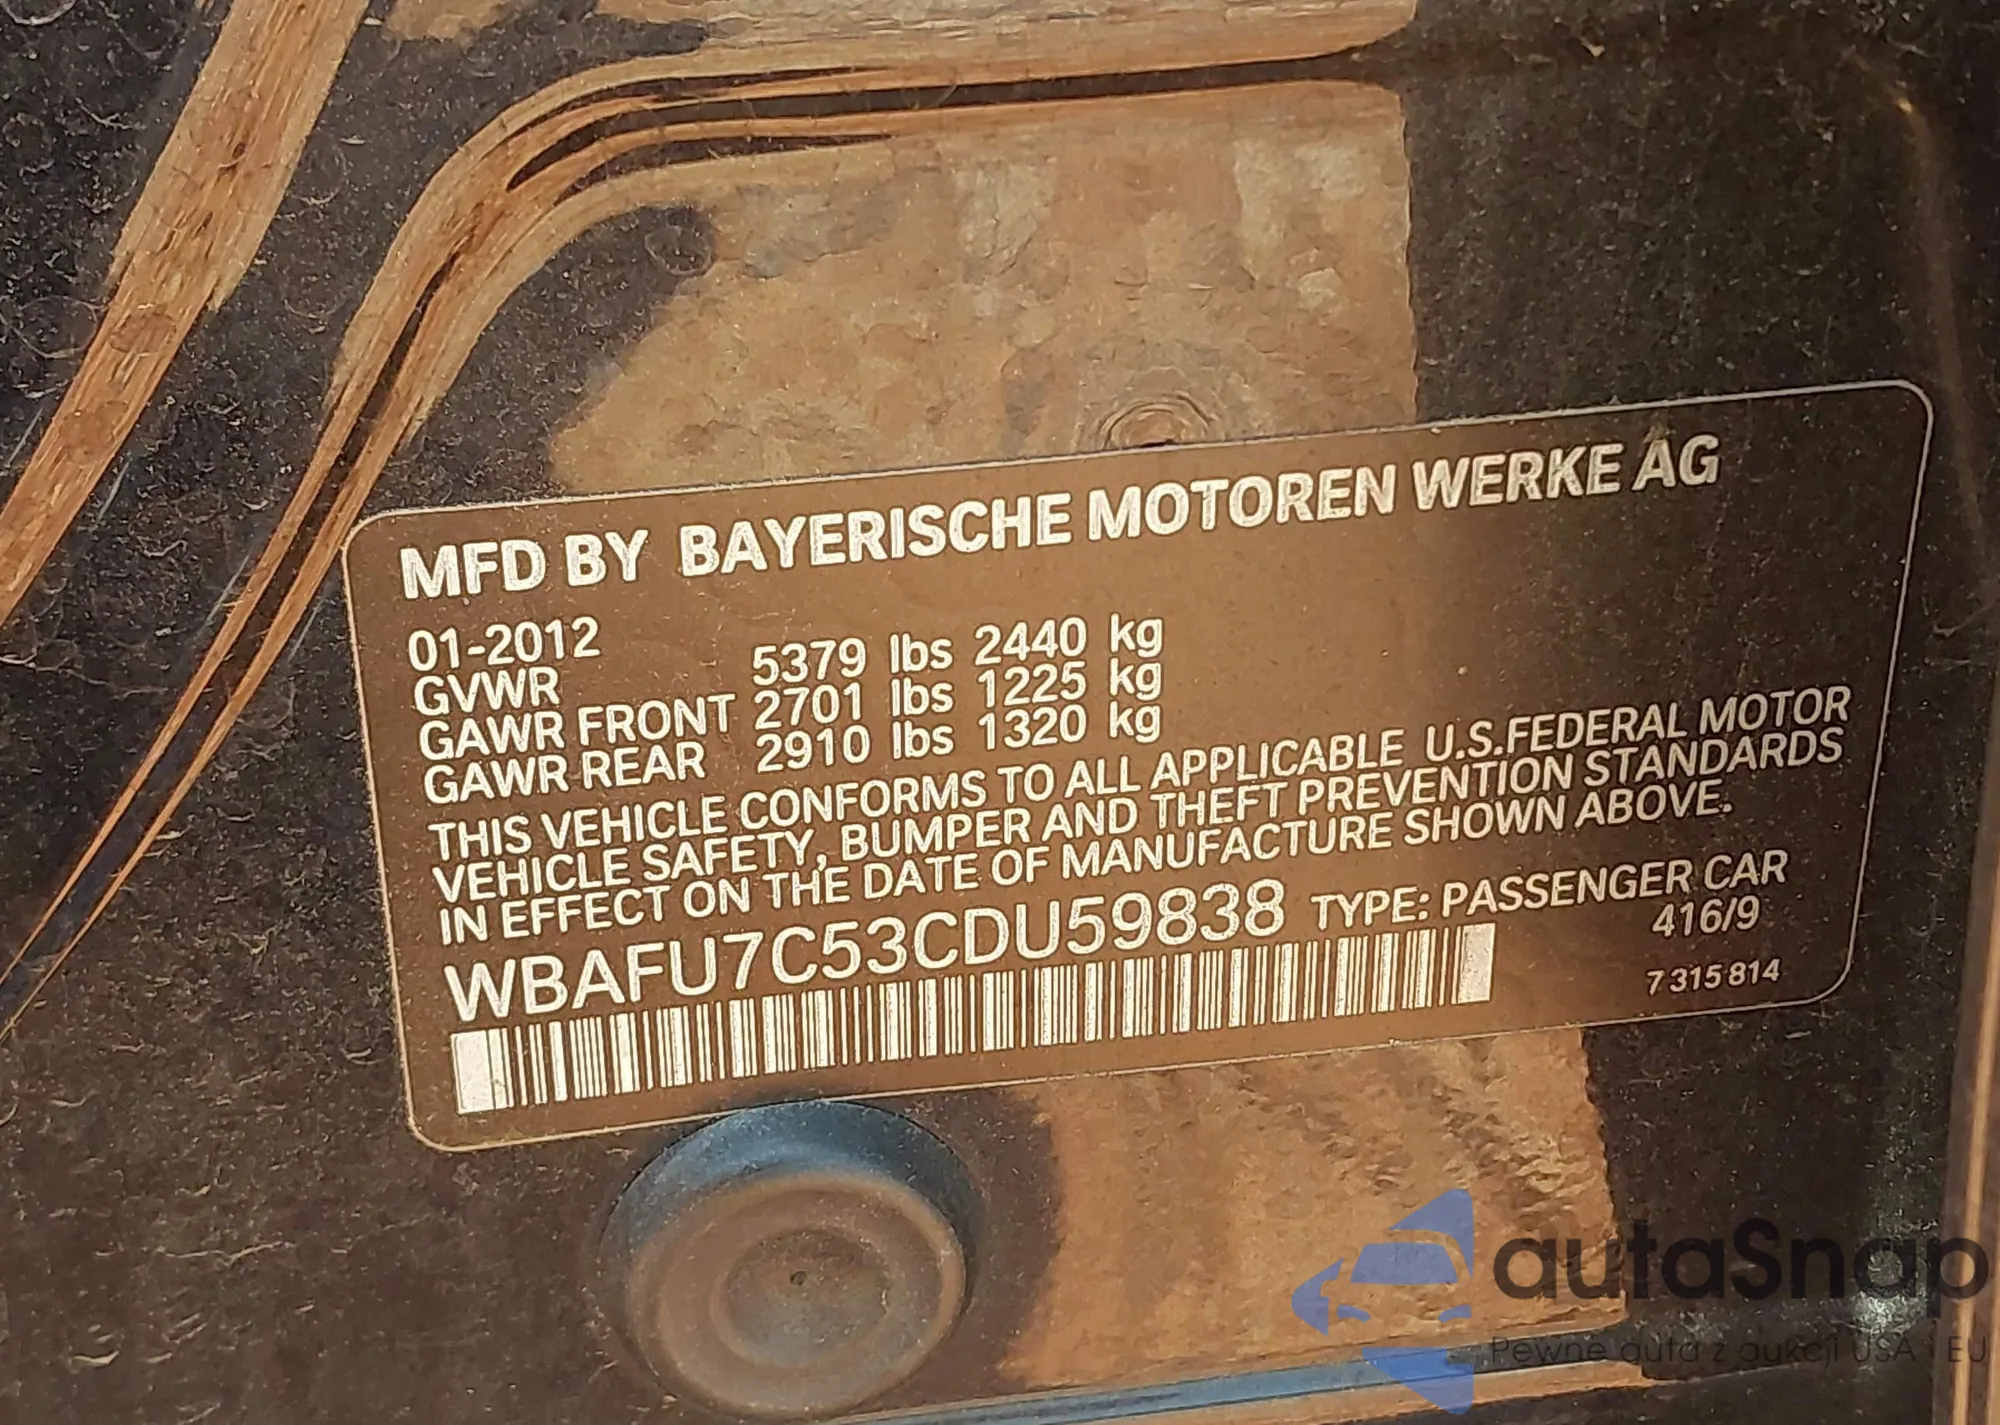 MFD BY BAYERISCHE MOTOREN WERKE AG
01-2012
GVWR 5379 lbs 2440 kg
GAWR FRONT 2701 lbs 1225 kg
GAWR REAR 2910 lbs 1320 kg
THIS VEHICLE CONFORMS TO ALL APPLICABLE U.S.FEDERAL MOTOR
VEHICLE SAFETY, BUMPER AND THEFT PREVENTION STANDARDS
IN EFFECT ON THE DATE OF MANUFACTURE SHOWN ABOVE.
WBAFU7C53CDU59838 TYPE: PASSENGER CAR
416/9
7 315 814
autaSnap
Pewne auta z aukcji USA i EU